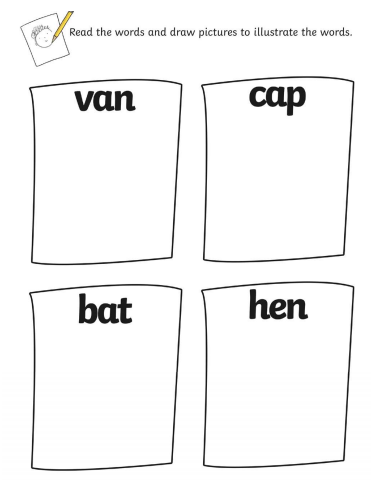 Read the words and draw pictures to illustrate the words.
van
cap
bat
hen